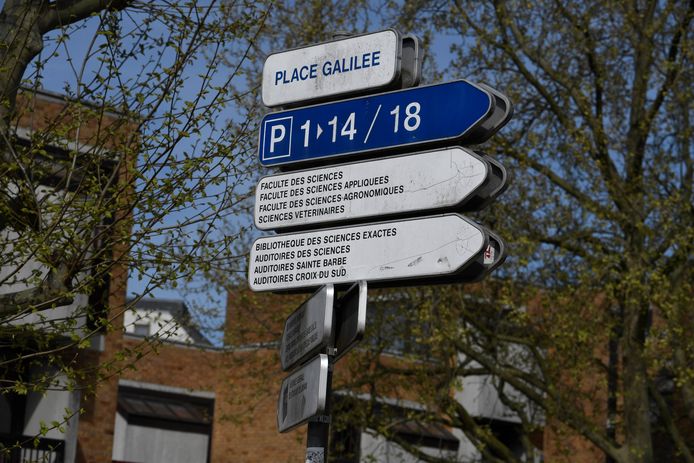 PLACE GALILEE
P 1▸14 / 18
FACULTE DES SCIENCES
FACULTE DES SCIENCES APPLIQUEES
FACULTE DES SCIENCES AGRONOMIQUES
SCIENCES VETERINAIRES
BIBLIOTHEQUE DES SCIENCES EXACTES
AUDITOIRES DES SCIENCES
AUDITOIRES SAINTE BARBE
AUDITOIRES CROIX-DU SUD